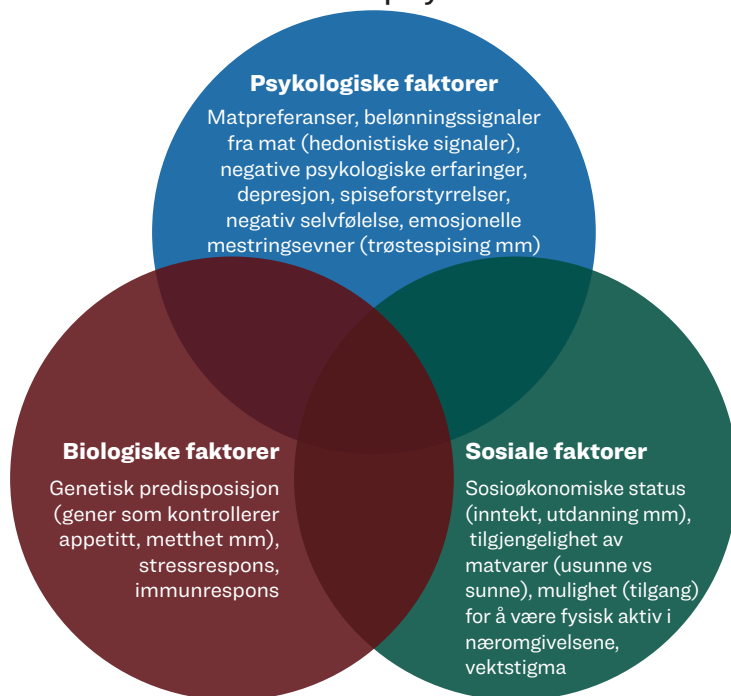 Psykologiske faktorer
Matpreferanser, belønningssignaler
fra mat (hedonistiske signaler),
negative psykologiske erfaringer,
depresjon, spiseforstyrrelser,
negativ selvfølelse, emosjonelle
mestringsevner (trøstespising mm)
Biologiske faktorer
Genetisk predisposisjon
(gener som kontrollerer
appetitt, metthet mm),
stressrespons,
immunrespons
Sosiale faktorer
Sosioøkonomiske status
(inntekt, utdanning mm),
tilgjengelighet av
matvarer (usunne vs
sunne), mulighet (tilgang)
for å være fysisk aktiv i
næromgivelsene,
vektstigma